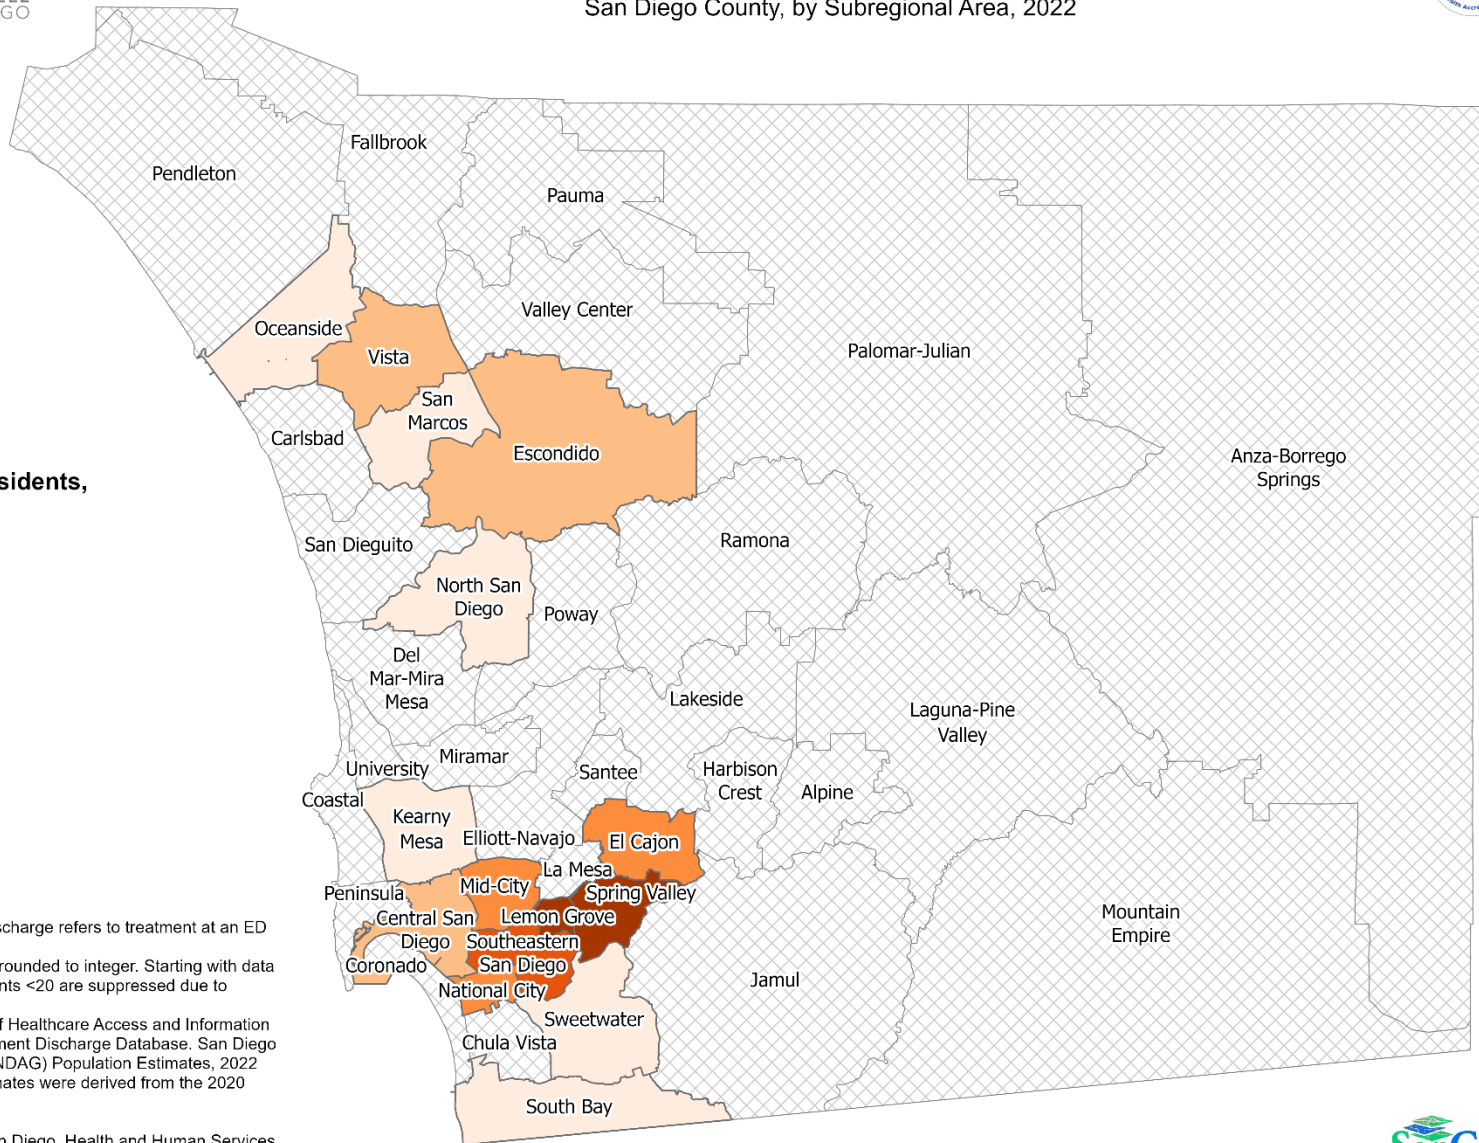 GO
San Diego County, by Subregional Area, 2022
Fallbrook
Pendleton
Pauma
Valley Center
Oceanside
Vista
Palomar-Julian
San
Marcos
Carlsbad
Escondido
Anza-Borrego
Springs
sidents,
San Dieguito
Ramona
North San
Diego
Poway
Del
Mar-Mira
Mesa
Lakeside
Laguna-Pine
Valley
Miramar
University
Santee
Harbison
Crest
Alpine
Coastal
Kearny
Mesa
Elliott-Navajo
El Cajon
La Mesa
Mid-City
Peninsula
Spring Valley
Central San
Diego
Lemon Grove
Mountain
Empire
Southeastern
San Diego
Coronado
National City
Jamul
Sweetwater
Chula Vista
South Bay
scharge refers to treatment at an ED
rounded to integer. Starting with data
nts <20 are suppressed due to
f Healthcare Access and Information
ment Discharge Database. San Diego
NDAG) Population Estimates, 2022
mates were derived from the 2020
n Diego, Health and Human Services